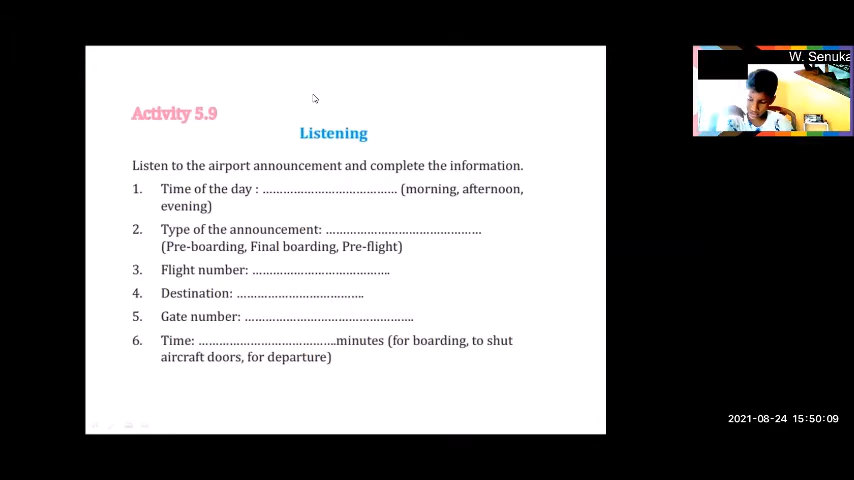 W. Senuka
Activity 5.9
Listening
Listen to the airport announcement and complete the information.
1. Time of the day : ………………………………… (morning, afternoon,
evening)
2. Type of the announcement: ………………………………………
(Pre-boarding, Final boarding, Pre-flight)
3. Flight number: ………………………………….
4. Destination: ……………………………….
5. Gate number: ………………………………………….
6. Time: ………………………………….minutes (for boarding, to shut
aircraft doors, for departure)
2021-08-24 15:50:09